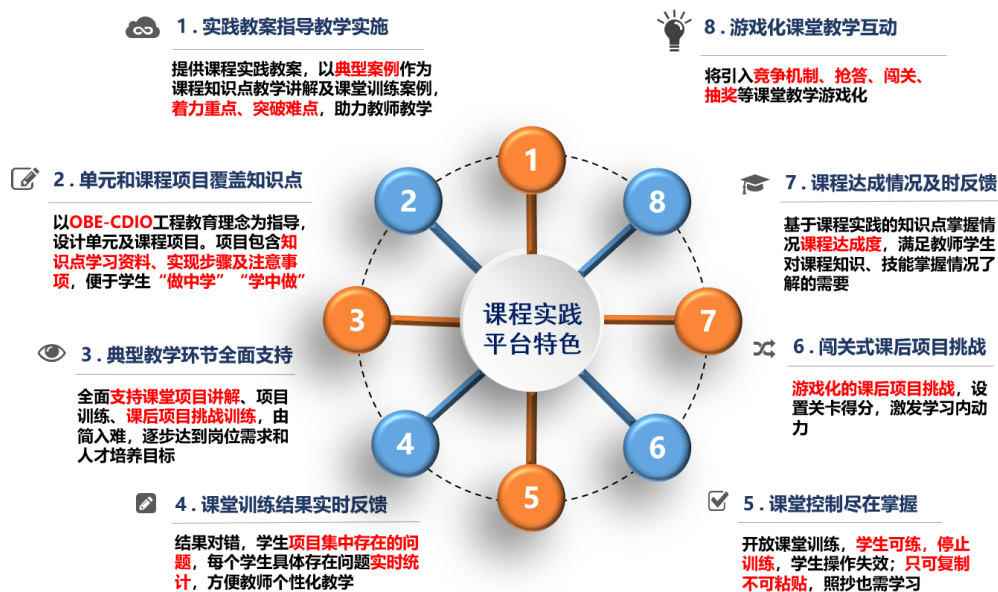 1 . 实践教案指导教学实施
提供课程实践教案，以典型案例作为
课程知识点教学讲解及课堂训练案例，
着力重点、突破难点，助力教师教学
8 . 游戏化课堂教学互动
将引入竞争机制、抢答、闯关、
抽奖等课堂教学游戏化
2 . 单元和课程项目覆盖知识点
以OBE-CDIO工程教育理念为指导，
设计单元及课程项目。项目包含知
识点学习资料、实现步骤及注意事
项，便于学生“做中学”“学中做”
7 . 课程达成情况及时反馈
基于课程实践的知识点掌握情
况课程达成度，满足教师学生
对课程知识、技能掌握情况了
解的需要
3 . 典型教学环节全面支持
全面支持课堂项目讲解、项目
训练、课后项目挑战训练，由
简入难，逐步达到岗位需求和
人才培养目标
6 . 闯关式课后项目挑战
游戏化的课后项目挑战，设
置关卡得分，激发学习内动
力
4 . 课堂训练结果实时反馈
结果对错，学生项目集中存在的问
题，每个学生具体存在问题实时统
计，方便教师个性化教学
5 . 课堂控制尽在掌握
开放课堂训练，学生可练，停止
训练，学生操作失效；只可复制
不可粘贴，照抄也需学习
课程实践
平台特色
1
2
3
4
5
6
7
8